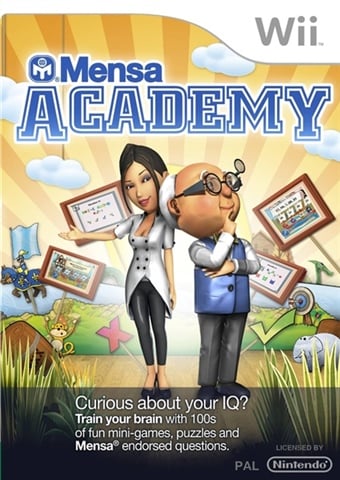 Wii™
Mensa
ACADEMY
Curious about your IQ?
Train your brain with 100s
of fun mini-games, puzzles and
Mensa® endorsed questions.
LICENSED BY
PAL Nintendo